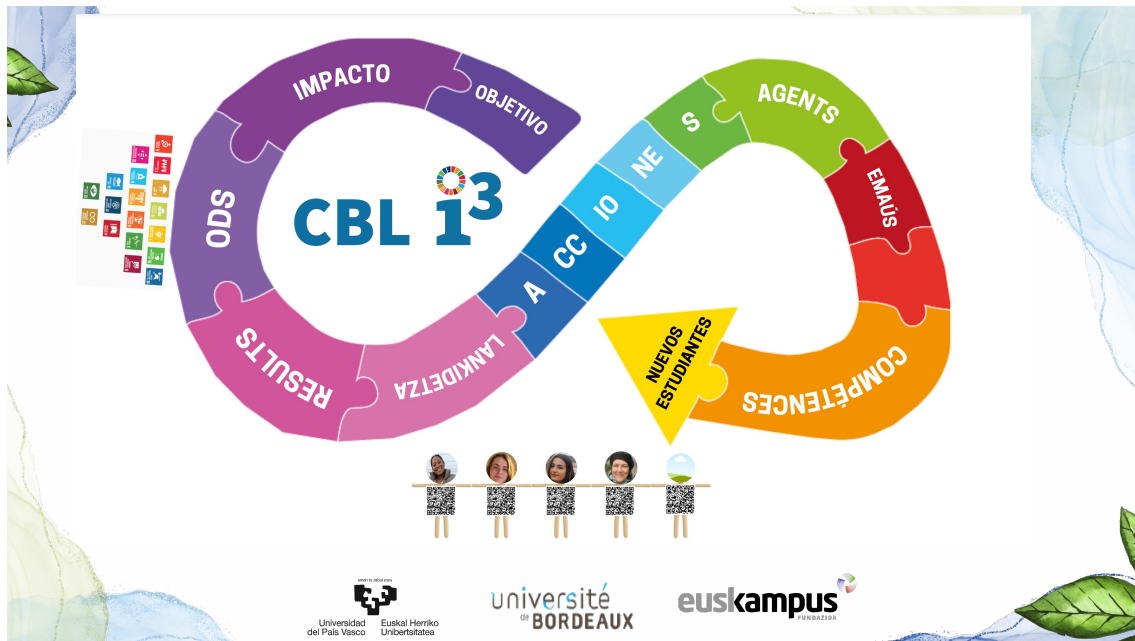 IMPACTO
OBJETIVO
ODS
CBL i3
RESULTS
LANKIDETZA
A
CC
IO
NE
S
AGENTS
EMAÚS
COMPÉTENCES
NUEVOS
ESTUDIANTES
Universidad
del País Vasco
Euskal Herriko
Unibertsitatea
université
de BORDEAUX
euskampus
FUNDAZIOA